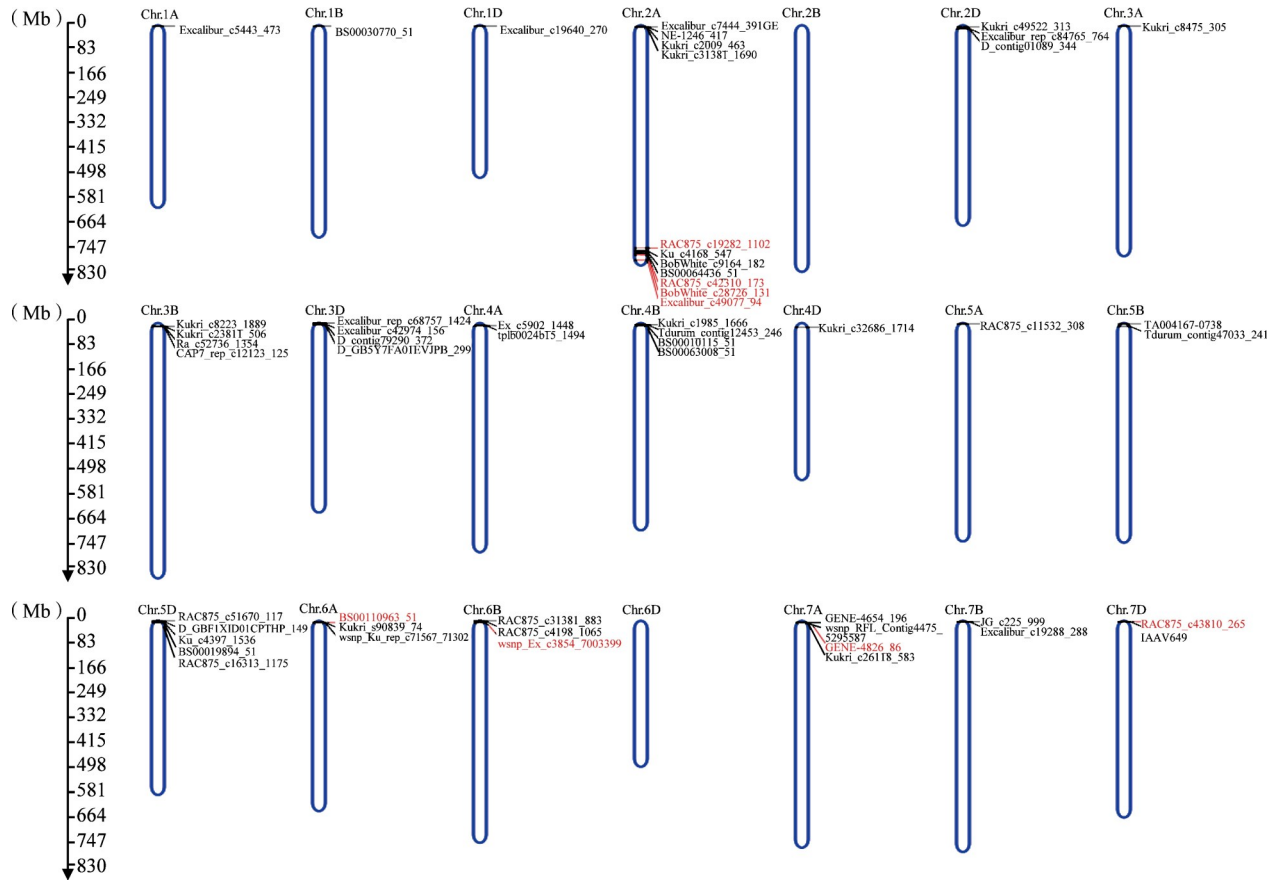 Chr.1A Chr.1B Chr.1D Chr.2A Chr.2B Chr.2D Chr.3A
(Mb)
0
83
166
249
332
415
498
581
664
747
830
Excalibur_c5443_473
BS00030770_51
Excalibur_c19640_270
Excalibur_c7444_391GE
NE-1246_417
Kukri_c2009_463
Kukri_c3138T_1690
RAC875_c19282_1102
Ku_c4168_547
BobWhite_c9164_182
BS00064436_51
RAC875_c42310_173
BobWhite_c28726_131
Excalibur_c49077_94
Kukri_c49522_313
Excalibur_rep_c84765_764
D_contig01089_344
Kukri_c8475_305
Chr.3B Chr.3D Chr.4A Chr.4B Chr.4D Chr.5A Chr.5B
(Mb)
0
83
166
249
332
415
498
581
664
747
830
Kukri_c8223_1889
Kukri_c2381T_506
Ra_c52736_1354
CAP7_rep_c12123_125
Excalibur_rep_c68757_1424
Excalibur_c42974_156
D_contig79290_372
D_GB5Y7FA01EVJPB_299
Ex_c5902_1448
tplb0024b15_1494
Kukri_c1985_1666
Tdurum_contig12453_246
BS00010115_51
BS00063008_51
Kukri_c32686_1714
RAC875_c11532_308
TA004167-0738
Tdurum_contig47033_241
Chr.5D Chr.6A Chr.6B Chr.6D Chr.7A Chr.7B Chr.7D
(Mb)
0
83
166
249
332
415
498
581
664
747
830
RAC875_c51670_117
D_GBF1XID01CPTHP_149
Ku_c4397_1536
BS00019894_51
RAC875_c16313_1175
BS00110963_51
Kukri_s90839_74
wsnp_Ku_rep_c71567_71302
RAC875_c31381_883
RAC875_c4198_1065
wsnp_Ex_c3854_7003399
GENE-4654_196
wsnp_RFL_Contig4475_
5295587
GENE-4826_86
Kukri_c26118_583
JG_c225_999
Excalibur_c19288_288
RAC875_c43810_265
IAAV649